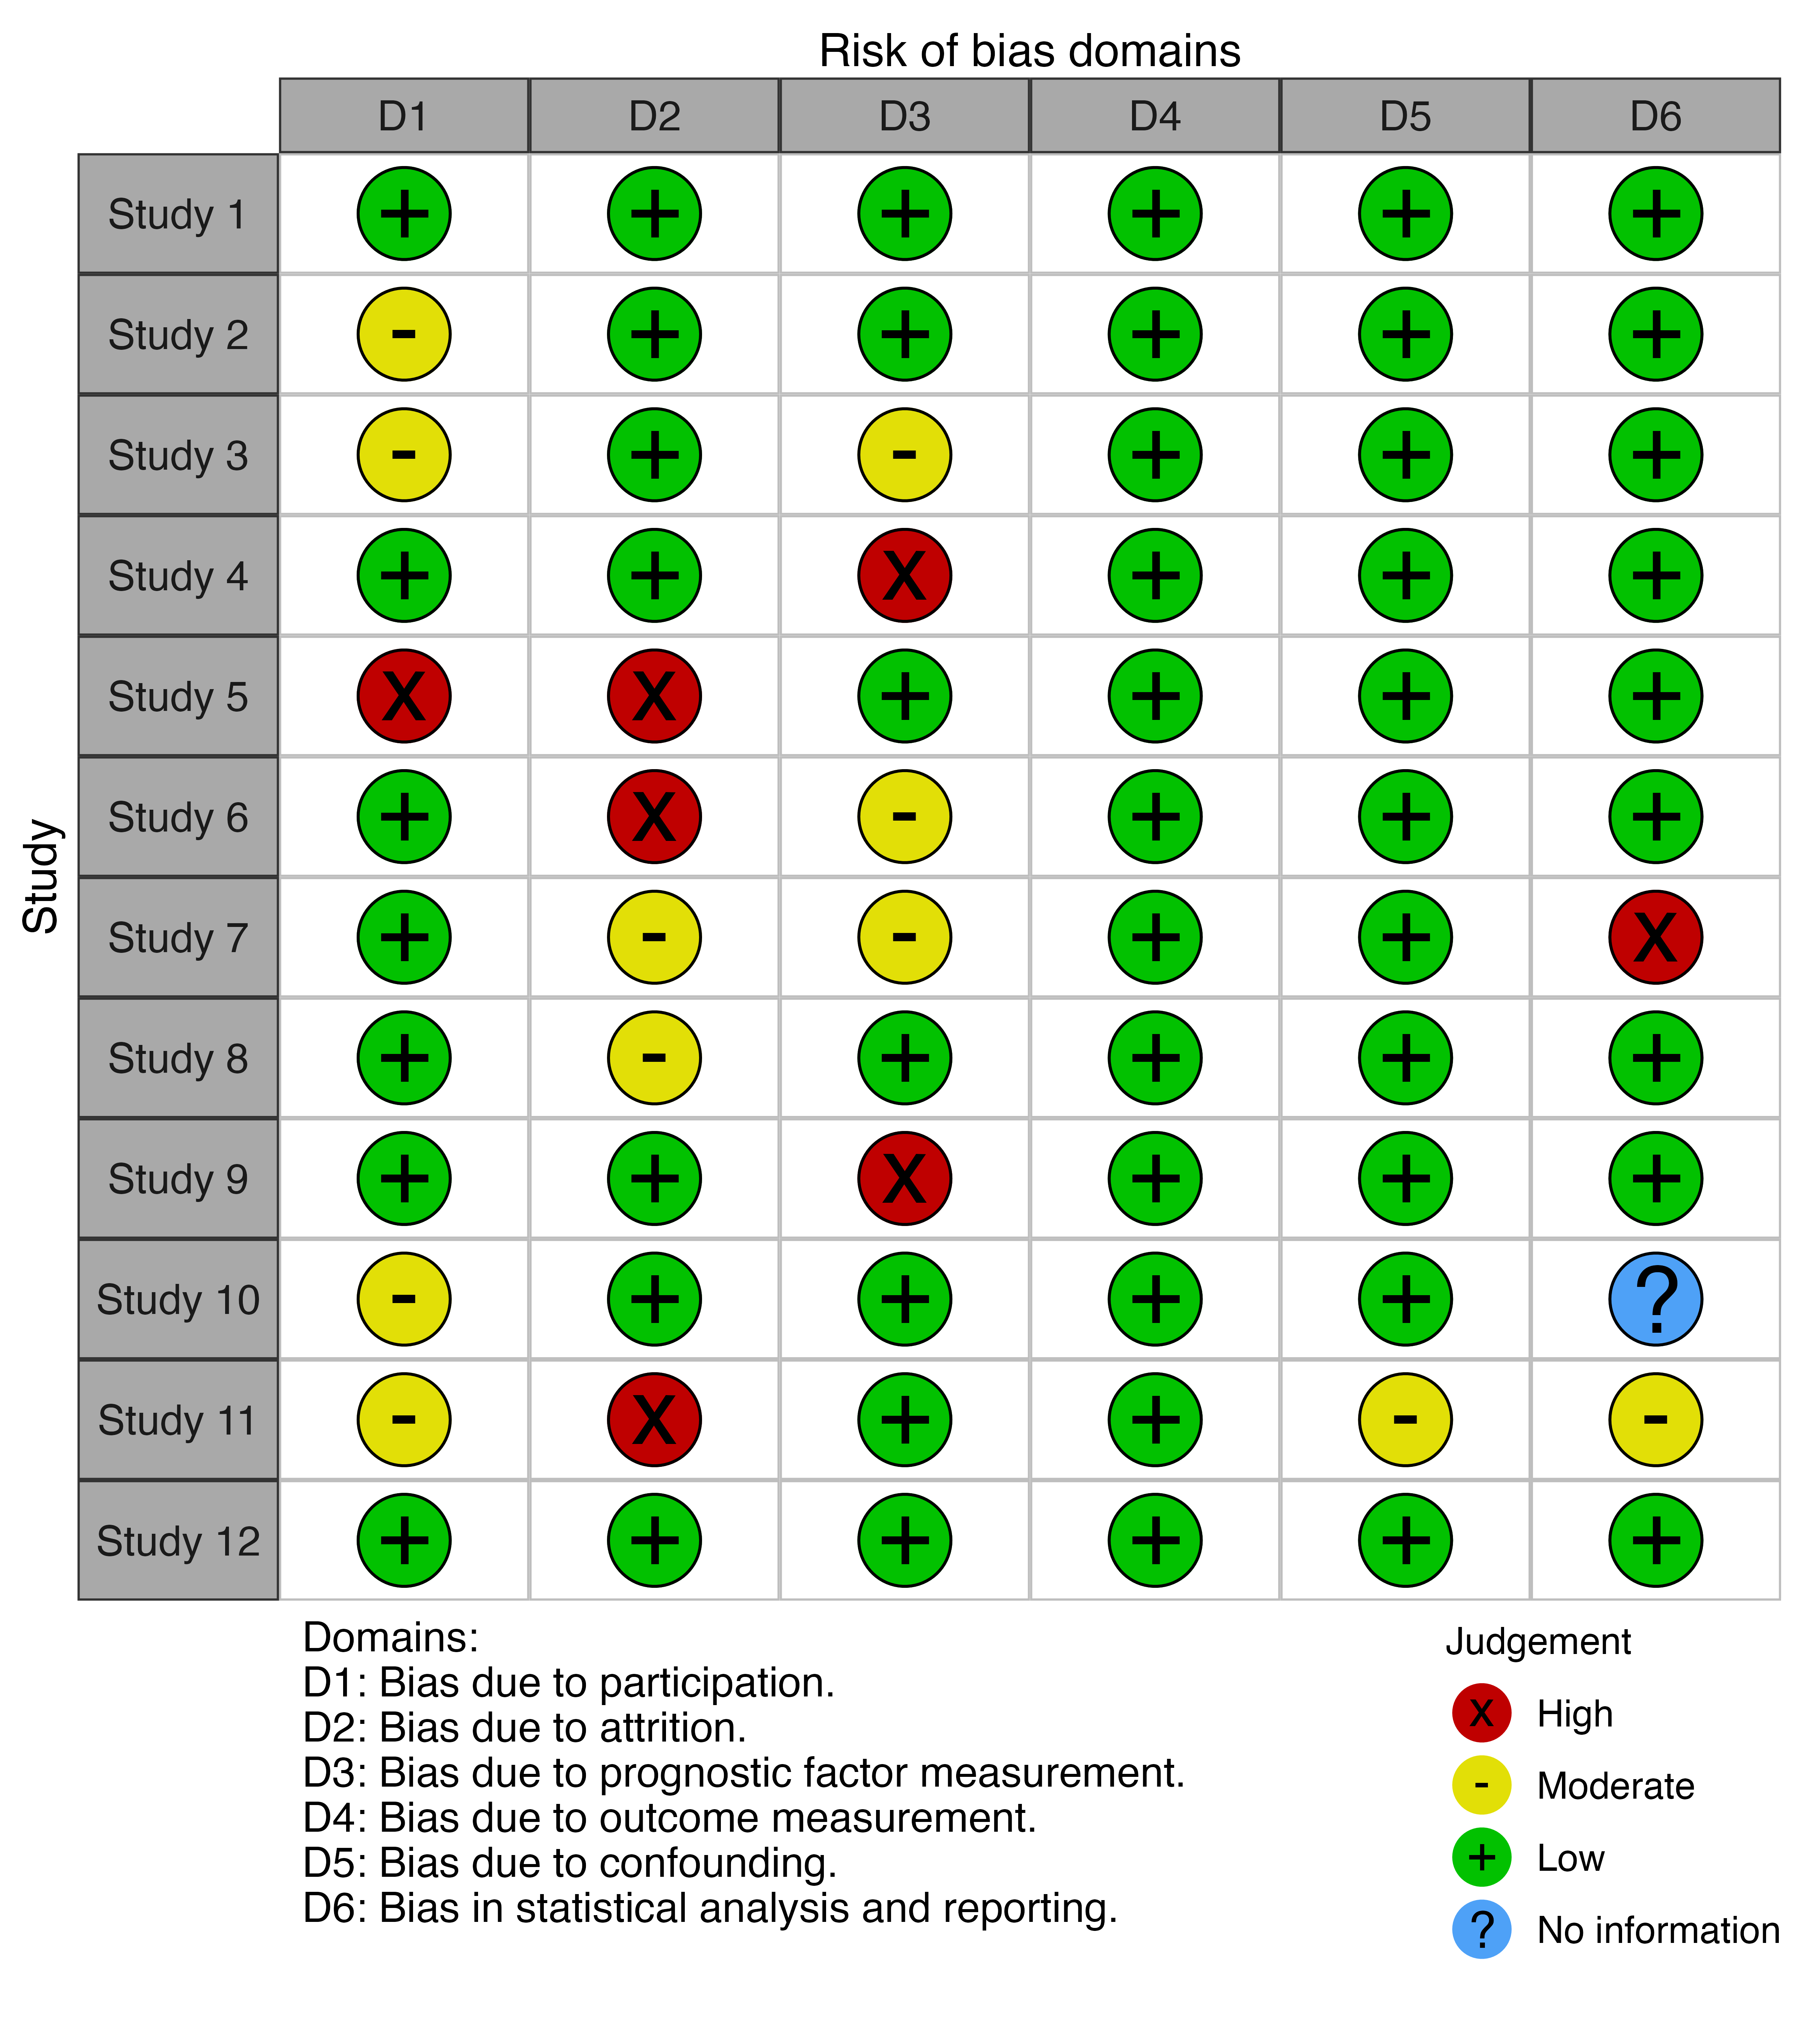 Risk of bias domains
D1 D2 D3 D4 D5 D6
Study
Study 1 + + + + + +
Study 2 - + + + + +
Study 3 - + - + + +
Study 4 + + X + + +
Study 5 X X + + + +
Study 6 + X - + + +
Study 7 + - - + + X
Study 8 + - + + + +
Study 9 + + X + + +
Study 10 - + + + + ?
Study 11 - X + + - -
Study 12 + + + + + +
Domains:
D1: Bias due to participation.
D2: Bias due to attrition.
D3: Bias due to prognostic factor measurement.
D4: Bias due to outcome measurement.
D5: Bias due to confounding.
D6: Bias in statistical analysis and reporting.
Judgement
X High
- Moderate
+ Low
? No information